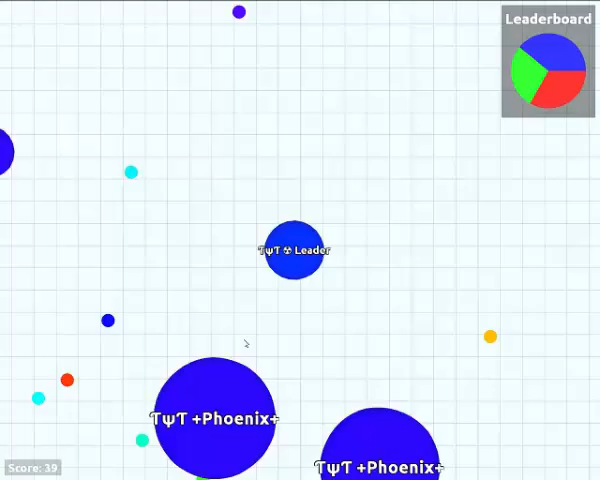 Leaderboard
TψT ☢ Leader
TψT +Phoenix+
TψT +Phoenix+
Score: 39